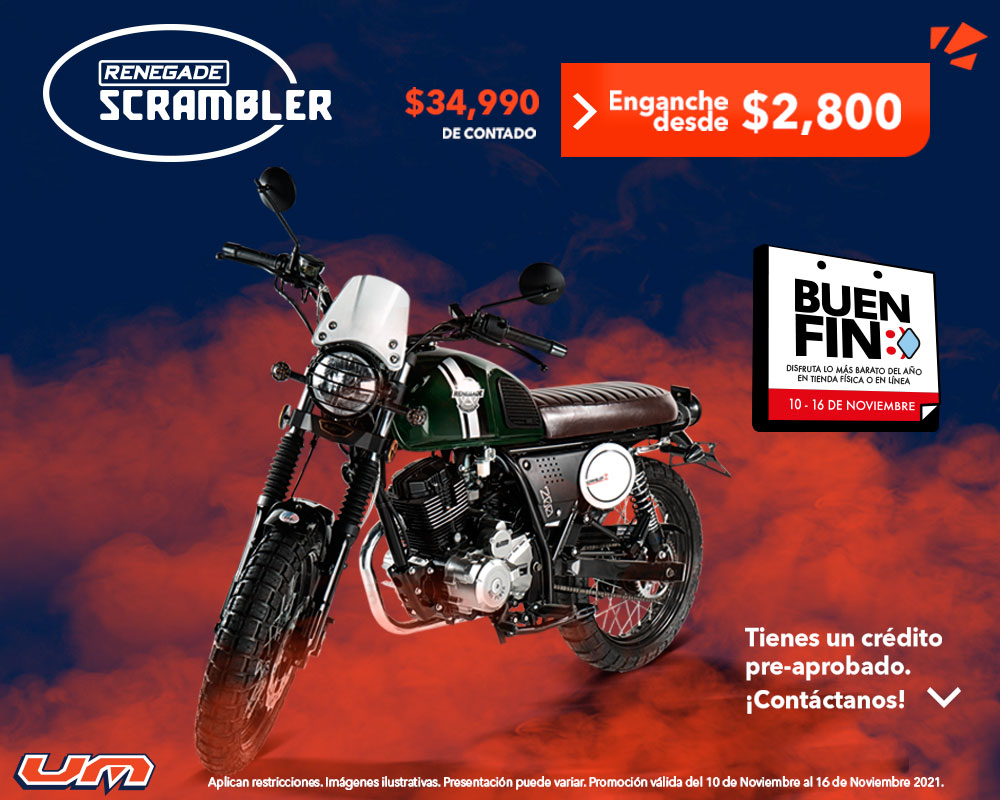 RENEGADE
SCRAMBLER
$34,990
DE CONTADO
Enganche
desde
$2,800
BUEN
FIN
DISFRUTA LO MÁS BARATO DEL AÑO
EN TIENDA FÍSICA O EN LÍNEA
10 - 16 DE NOVIEMBRE
RENEGADE
Tienes un crédito
pre-aprobado.
¡Contáctanos!
um
Aplican restricciones. Imágenes ilustrativas. Presentación puede variar. Promoción válida del 10 de Noviembre al 16 de Noviembre 2021.